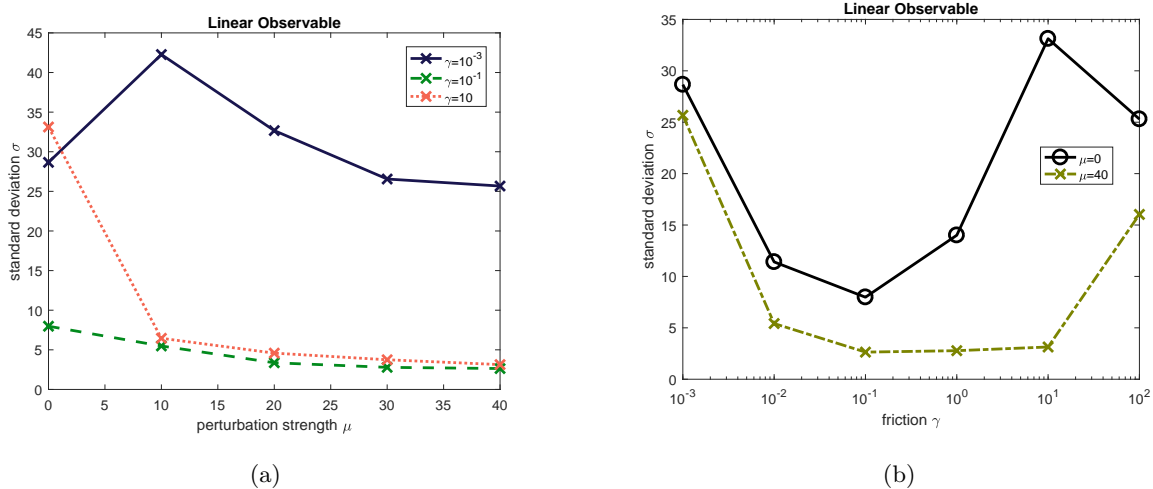 Linear Observable
45
40
35
30
25
20
15
10
5
0
standard deviation σ
γ=10⁻³
γ=10⁻¹
γ=10
0 5 10 15 20 25 30 35 40
perturbation strength μ
(a)
Linear Observable
35
30
25
20
15
10
5
0
standard deviation σ
μ=0
μ=40
10⁻³ 10⁻² 10⁻¹ 10⁰ 10¹ 10²
friction γ
(b)